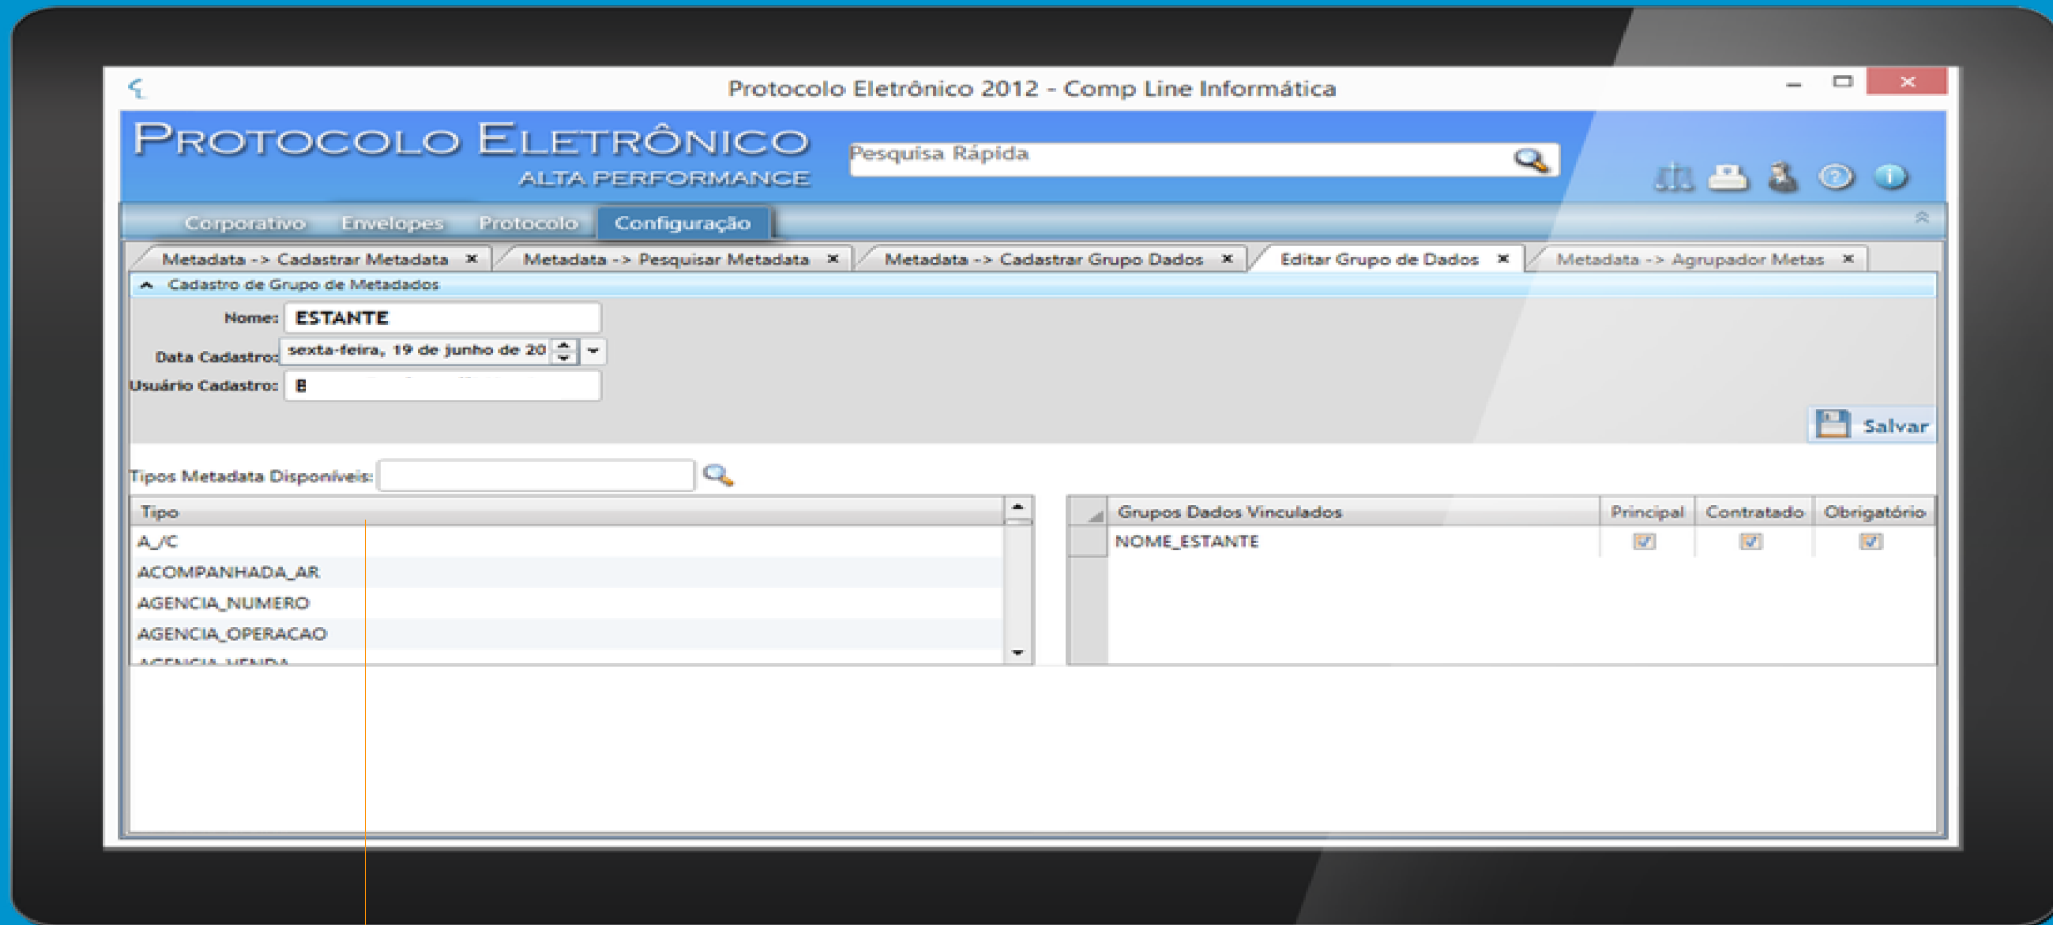 Protocolo Eletrônico 2012 - Comp Line Informática
PROTOCOLO ELETRÔNICO
ALTA PERFORMANCE
Pesquisa Rápida
Corporativo Envelopes Protocolo Configuração
Metadata -> Cadastrar Metadata Metadata -> Pesquisar Metadata Metadata -> Cadastrar Grupo Dados Editar Grupo de Dados Metadata -> Agrupador Metas
Cadastro de Grupo de Metadados
Nome: ESTANTE
Data Cadastro: sexta-feira, 19 de junho de 20
Usuário Cadastro: B
Salvar
Tipos Metadata Disponíveis:
Tipo
A_/C
ACOMPANHADA_AR
AGENCIA_NUMERO
AGENCIA_OPERACAO
AGENCIA_VENDA
Grupos Dados Vinculados Principal Contratado Obrigatório
NOME_ESTANTE